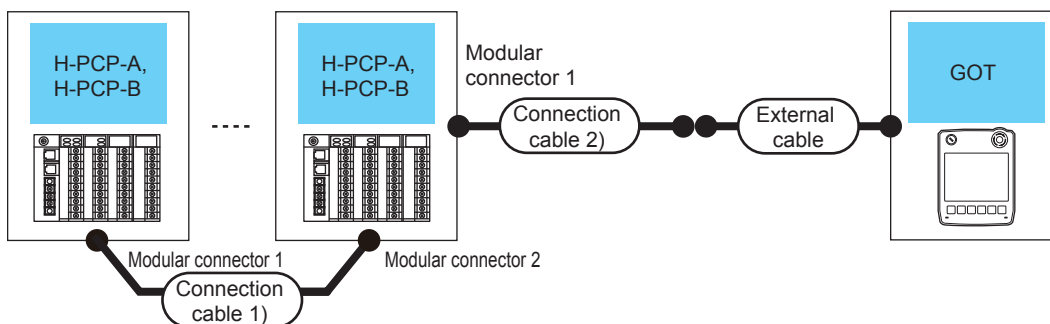 H-PCP-A,
H-PCP-B
H-PCP-A,
H-PCP-B
Modular
connector 1
Connection
cable 2)
External
cable
GOT
Modular connector 1
Modular connector 2
Connection
cable 1)